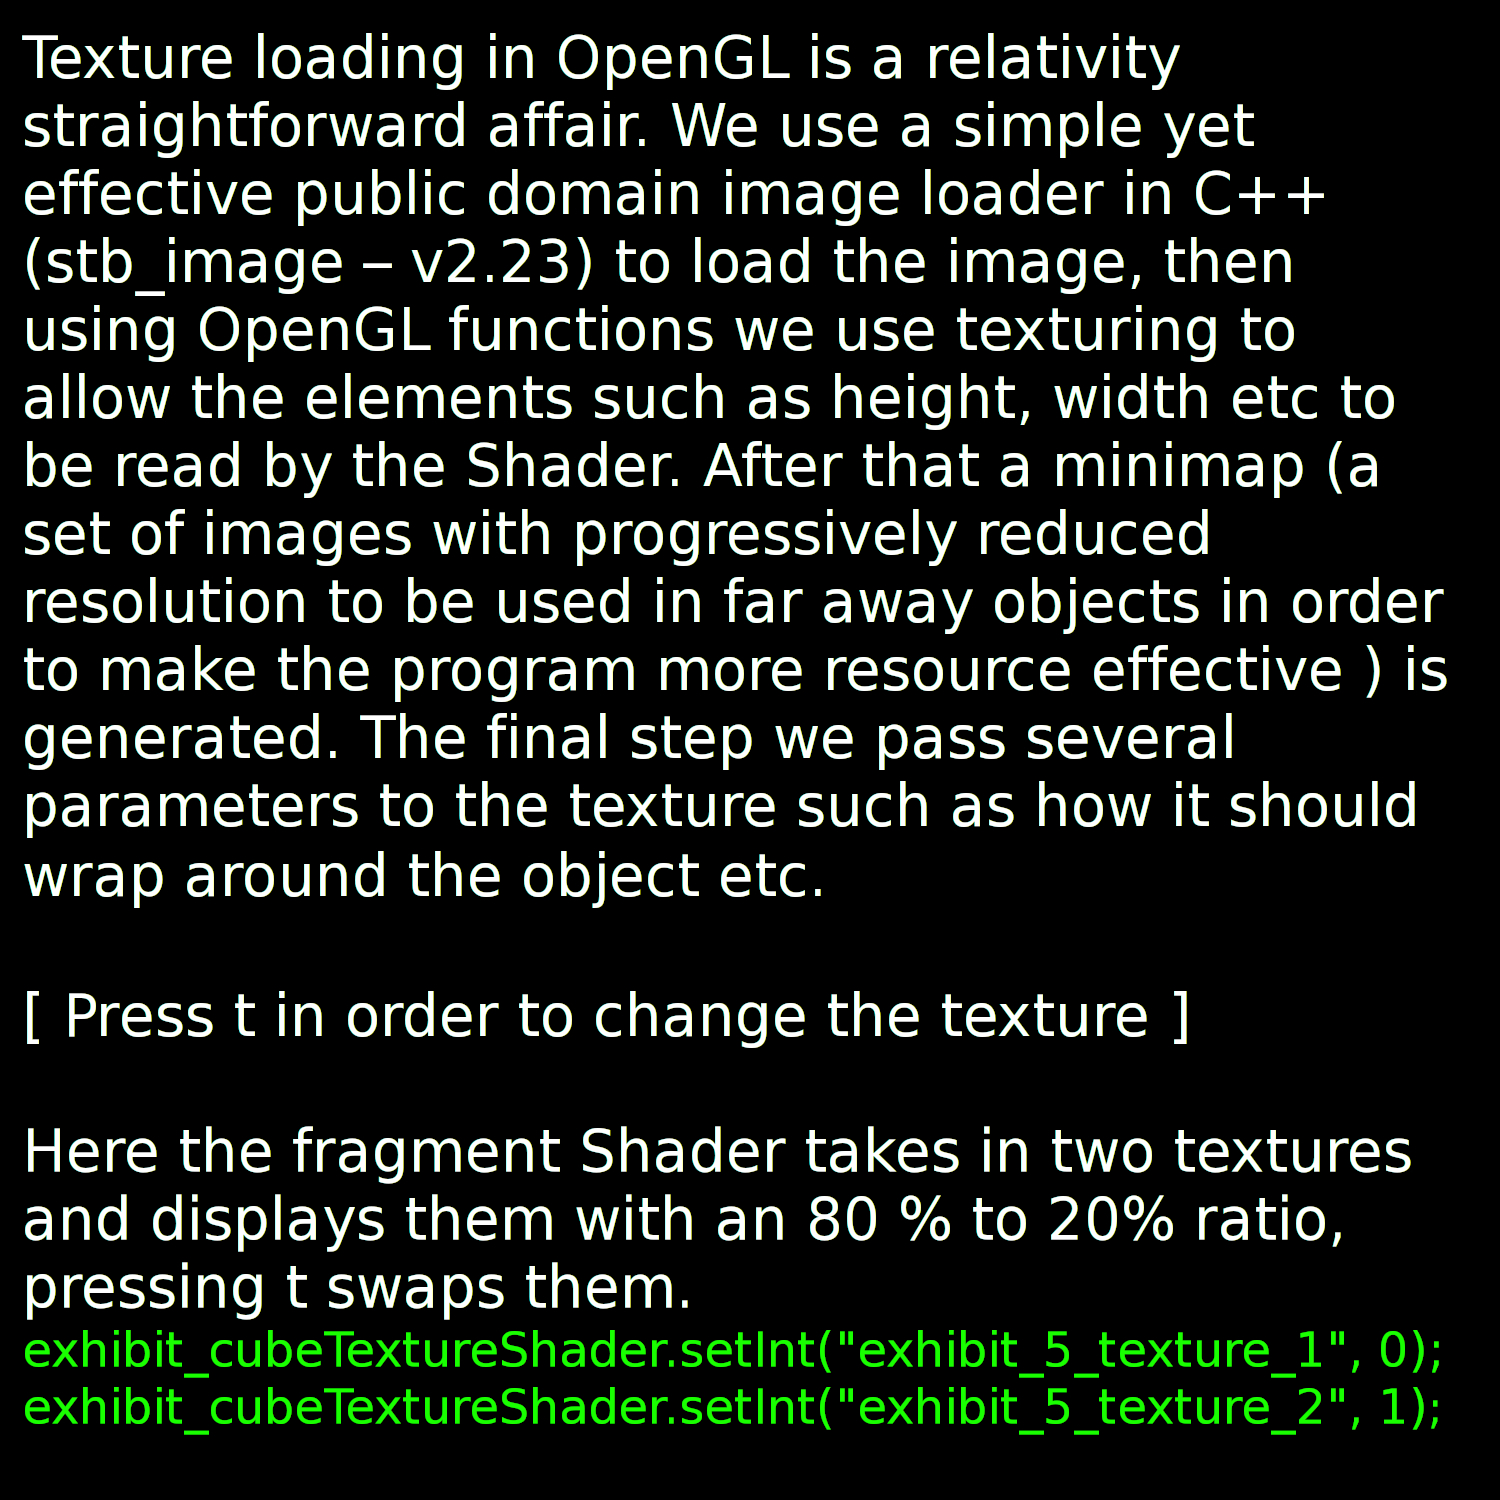 Texture loading in OpenGL is a relativity
straightforward affair. We use a simple yet
effective public domain image loader in C++
(stb_image – v2.23) to load the image, then
using OpenGL functions we use texturing to
allow the elements such as height, width etc to
be read by the Shader. After that a minimap (a
set of images with progressively reduced
resolution to be used in far away objects in order
to make the program more resource effective ) is
generated. The final step we pass several
parameters to the texture such as how it should
wrap around the object etc.
[ Press t in order to change the texture ]
Here the fragment Shader takes in two textures
and displays them with an 80 % to 20% ratio,
pressing t swaps them.
exhibit_cubeTextureShader.setInt("exhibit_5_texture_1", 0);
exhibit_cubeTextureShader.setInt("exhibit_5_texture_2", 1);